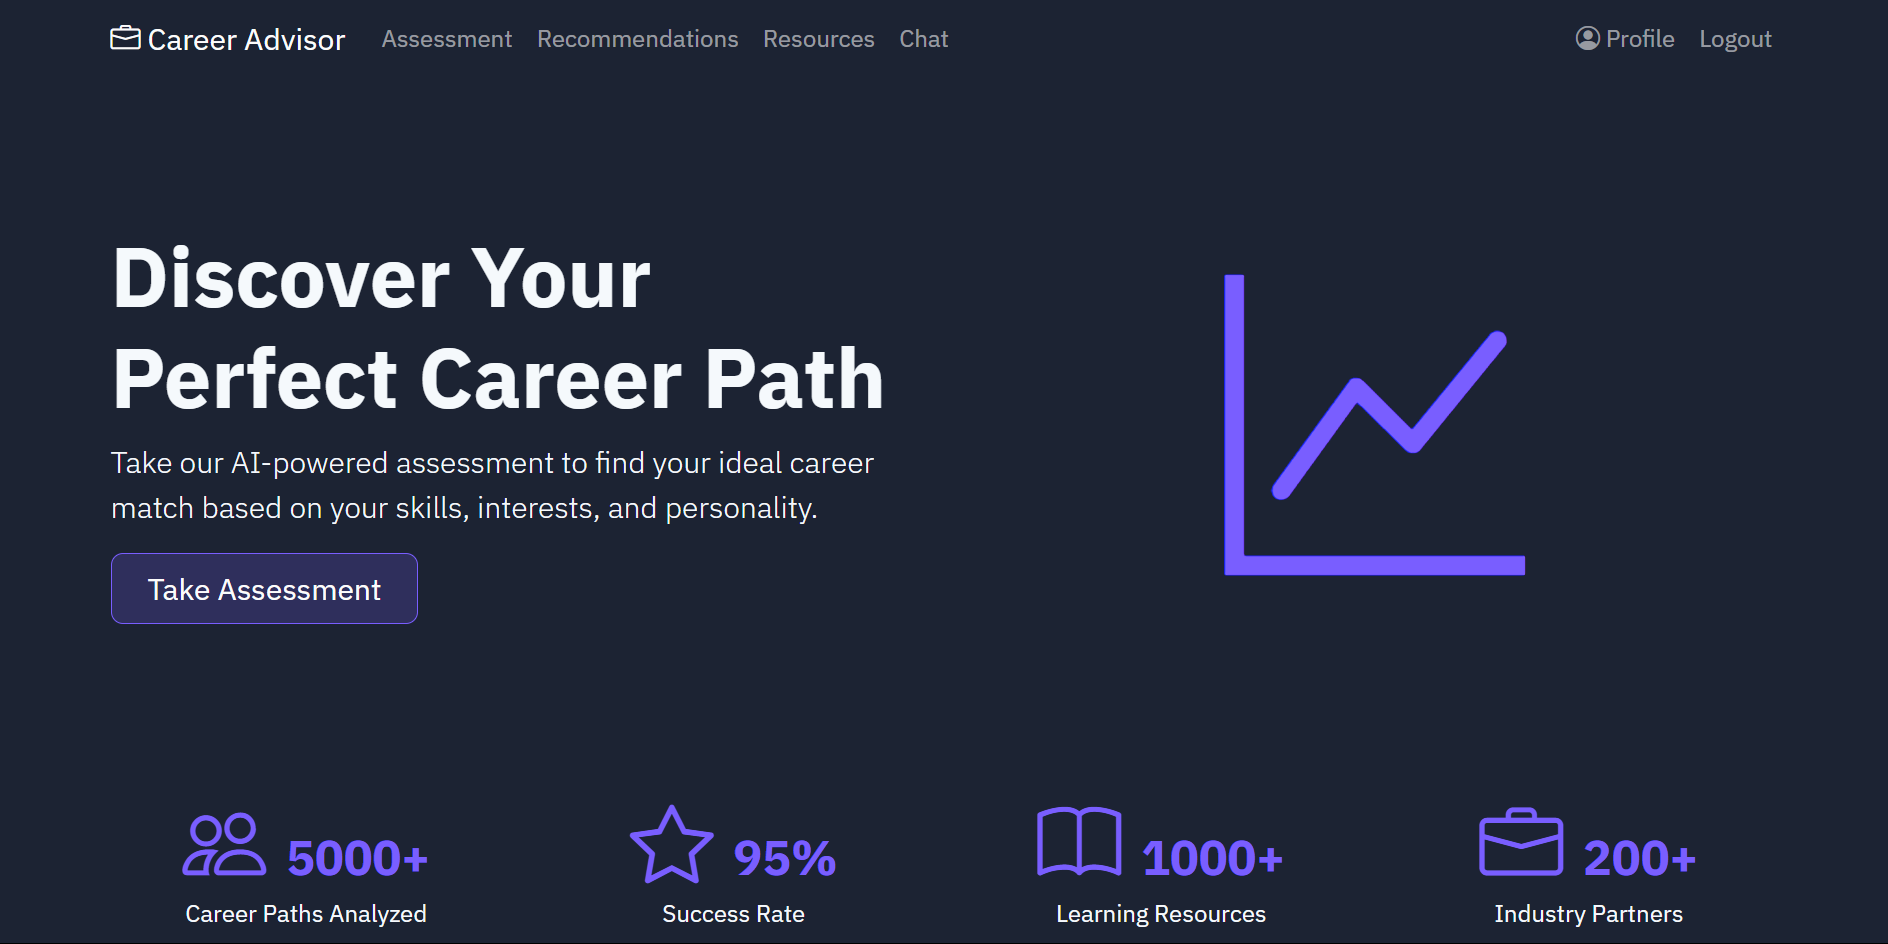 Career Advisor
Assessment
Recommendations
Resources
Chat
Profile
Logout
Discover Your
Perfect Career Path
Take our AI-powered assessment to find your ideal career
match based on your skills, interests, and personality.
Take Assessment
5000+
Career Paths Analyzed
95%
Success Rate
1000+
Learning Resources
200+
Industry Partners